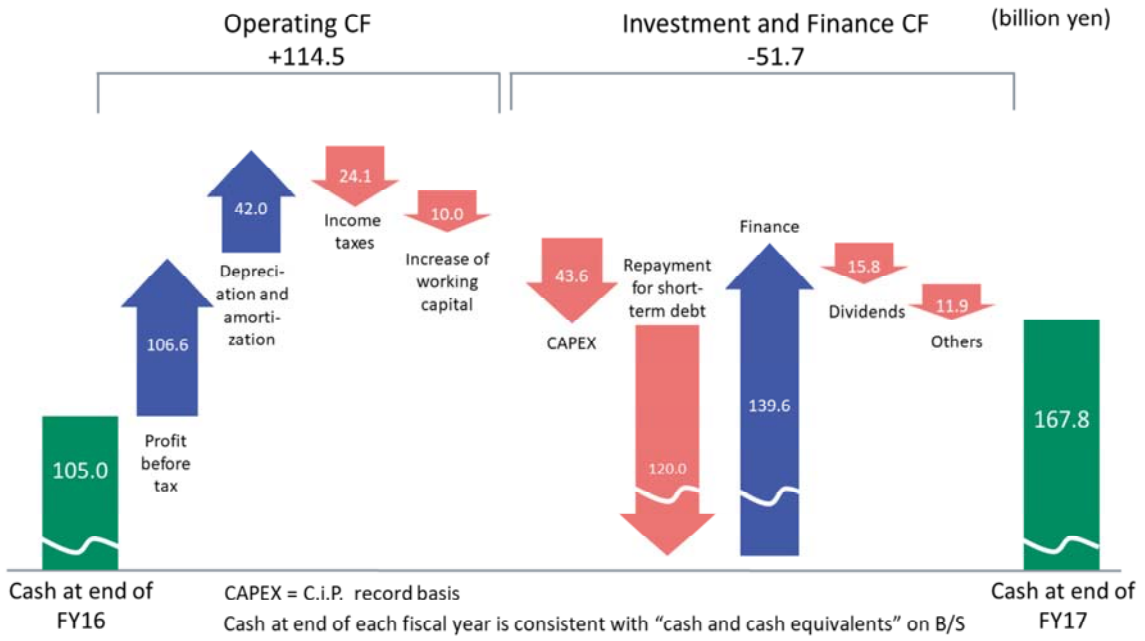 Operating CF
+114.5
Investment and Finance CF
-51.7
(billion yen)
105.0
Cash at end of
FY16
106.6
Profit
before
tax
42.0
Depreci-
ation and
amorti-
zation
24.1
Income
taxes
10.0
Increase of
working
capital
43.6
CAPEX
Repayment
for short-
term debt
120.0
Finance
139.6
15.8
Dividends
11.9
Others
167.8
Cash at end of
FY17
CAPEX = C.i.P. record basis
Cash at end of each fiscal year is consistent with “cash and cash equivalents” on B/S